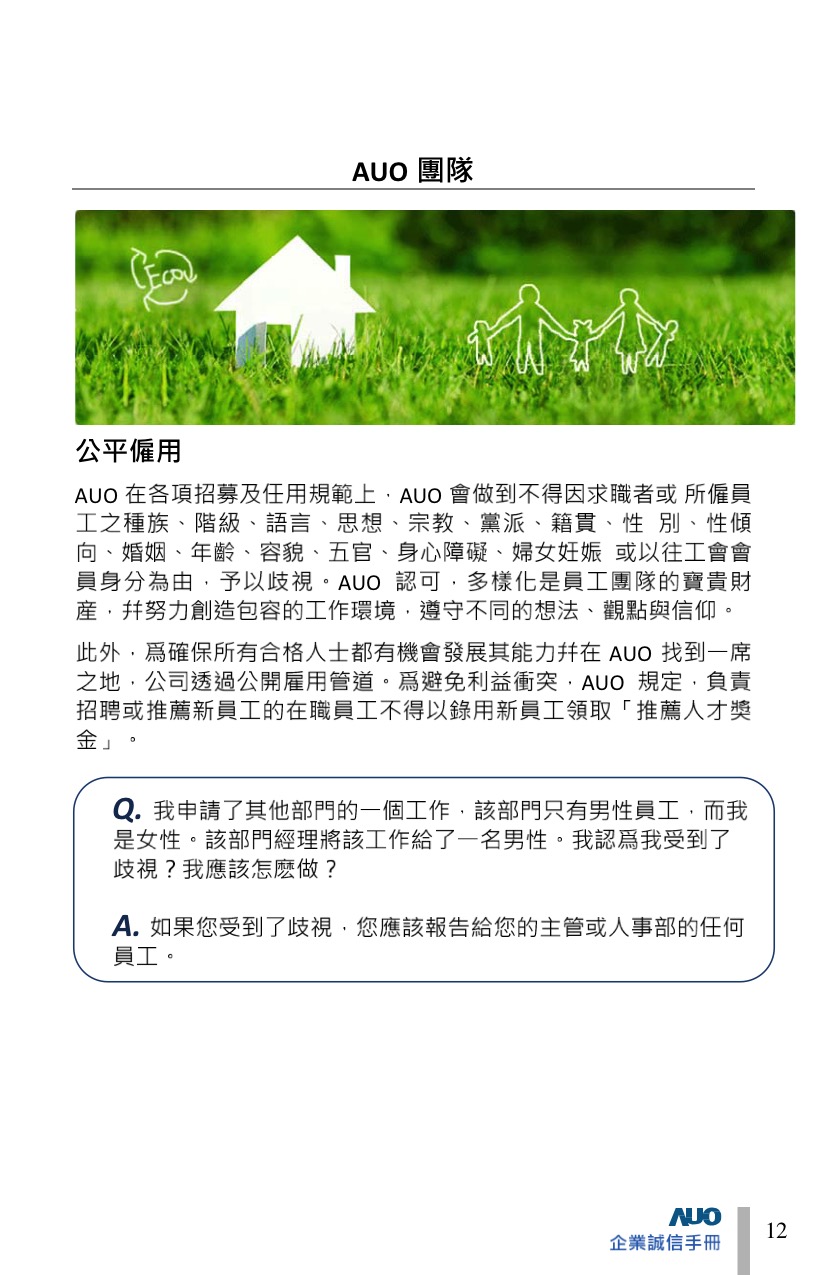 AUO 團隊
Eco
公平僱用
AUO 在各項招募及任用規範上，AUO 會做到不得因求職者或 所僱員
工之種族、階級、語言、思想、宗教、黨派、籍貫、性 別、性傾
向、婚姻、年齡、容貌、五官、身心障礙、婦女妊娠 或以往工會會
員身分為由，予以歧視。AUO 認可，多樣化是員工團隊的寶貴財
產，幷努力創造包容的工作環境，遵守不同的想法、觀點與信仰。
此外，爲確保所有合格人士都有機會發展其能力幷在 AUO 找到一席
之地，公司透過公開雇用管道。爲避免利益衝突，AUO 規定，負責
招聘或推薦新員工的在職員工不得以錄用新員工領取「推薦人才獎
金」。
Q. 我申請了其他部門的一個工作，該部門只有男性員工，而我
是女性。該部門經理將該工作給了一名男性。我認爲我受到了
歧視？我應該怎麼做？
A. 如果您受到了歧視，您應該報告給您的主管或人事部的任何
員工。
AUO
企業誠信手冊
12